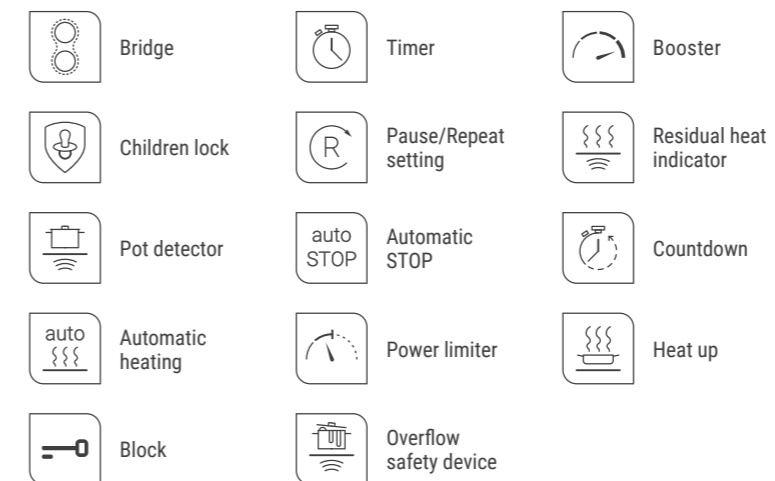 Bridge
Timer
Booster
Children lock
R
Pause/Repeat
setting
Residual heat
indicator
Pot detector
auto
STOP
Automatic
STOP
Countdown
auto
Automatic
heating
Power limiter
Heat up
Block
Overflow
safety device